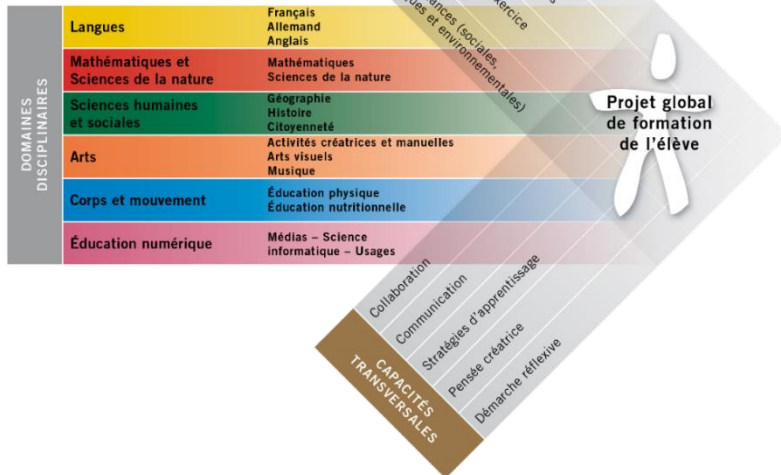 DOMAINES
DISCIPLINAIRES
Langues
Français
Allemand
Anglais
Mathématiques et
Sciences de la nature
Mathématiques
Sciences de la nature
Sciences humaines
et sociales
Géographie
Histoire
Citoyenneté
Arts
Activités créatrices et manuelles
Arts visuels
Musique
Corps et mouvement
Éducation physique
Éducation nutritionnelle
Éducation numérique
Médias – Science
informatique – Usages
(sociales,
et environnementales)
Projet global
de formation
de l'élève
Collaboration
Communication
Stratégies d'apprentissage
Pensée créatrice
Démarche réflexive
CAPACITÉS
TRANSVERSALES